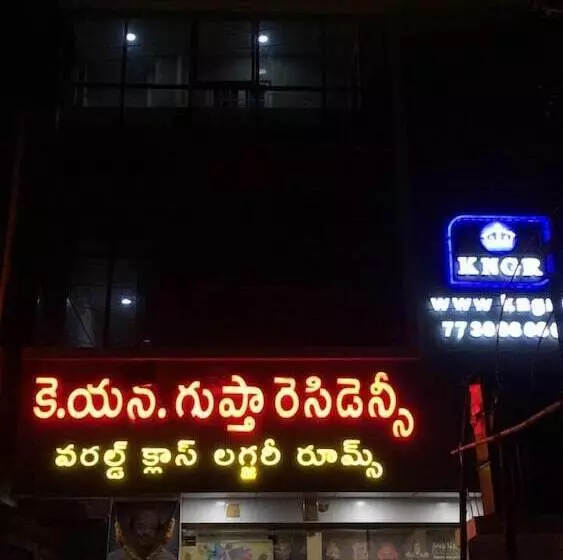 KNGR
కె.యన. గుప్తా రెసిడెన్సీ
వరల్డ్ క్లాస్ లగ్జరీ రూమ్స్